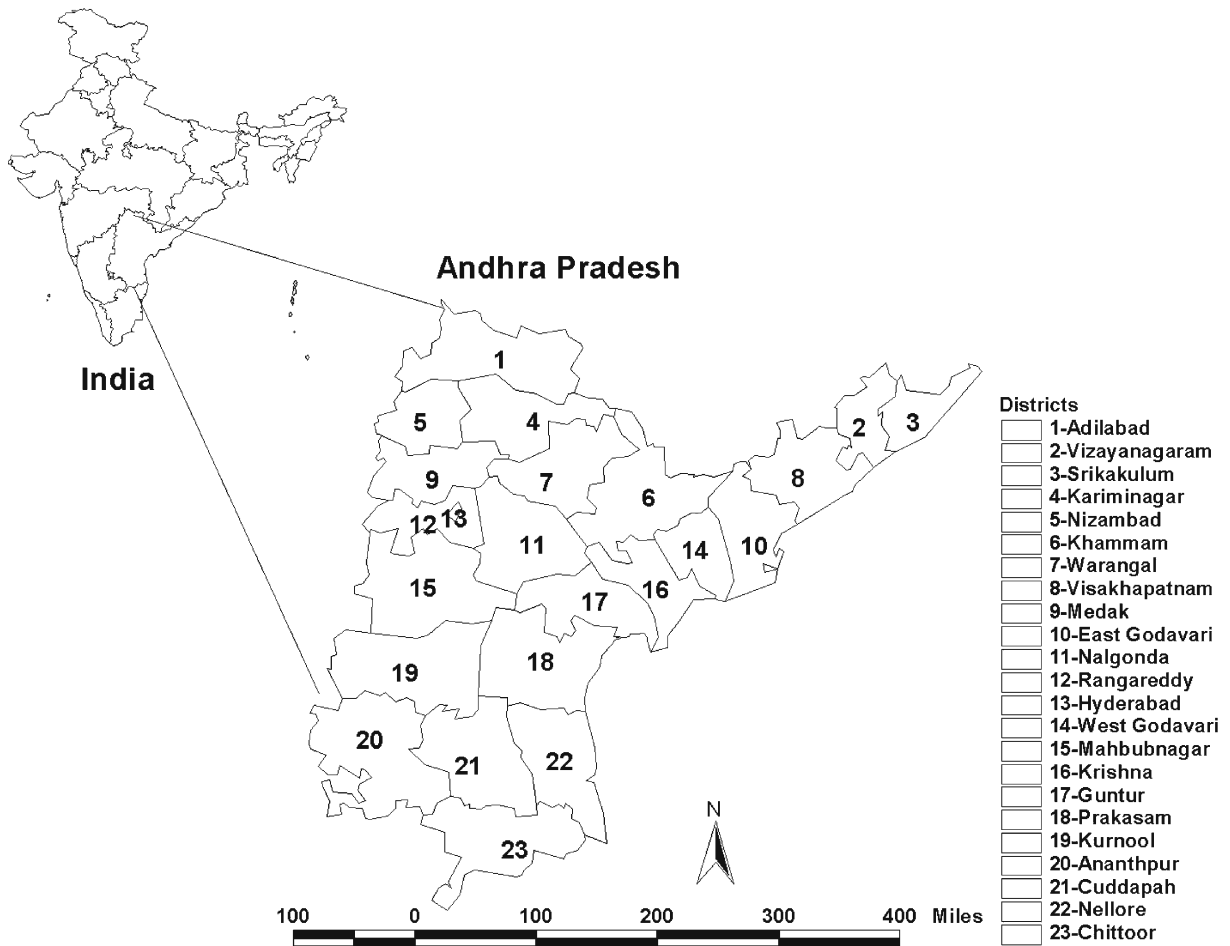 Andhra Pradesh
India
1
5
4
2
3
9
7
6
8
12
13
11
14
10
15
17
16
19
18
20
21
22
23
N
100 0 100 200 300 400 Miles
Districts
1-Adilabad
2-Vizayanagaram
3-Srikakulum
4-Kariminagar
5-Nizambad
6-Khammam
7-Warangal
8-Visakhapatnam
9-Medak
10-East Godavari
11-Nalgonda
12-Rangareddy
13-Hyderabad
14-West Godavari
15-Mahbubnagar
16-Krishna
17-Guntur
18-Prakasam
19-Kurnool
20-Ananthpur
21-Cuddapah
22-Nellore
23-Chittoor